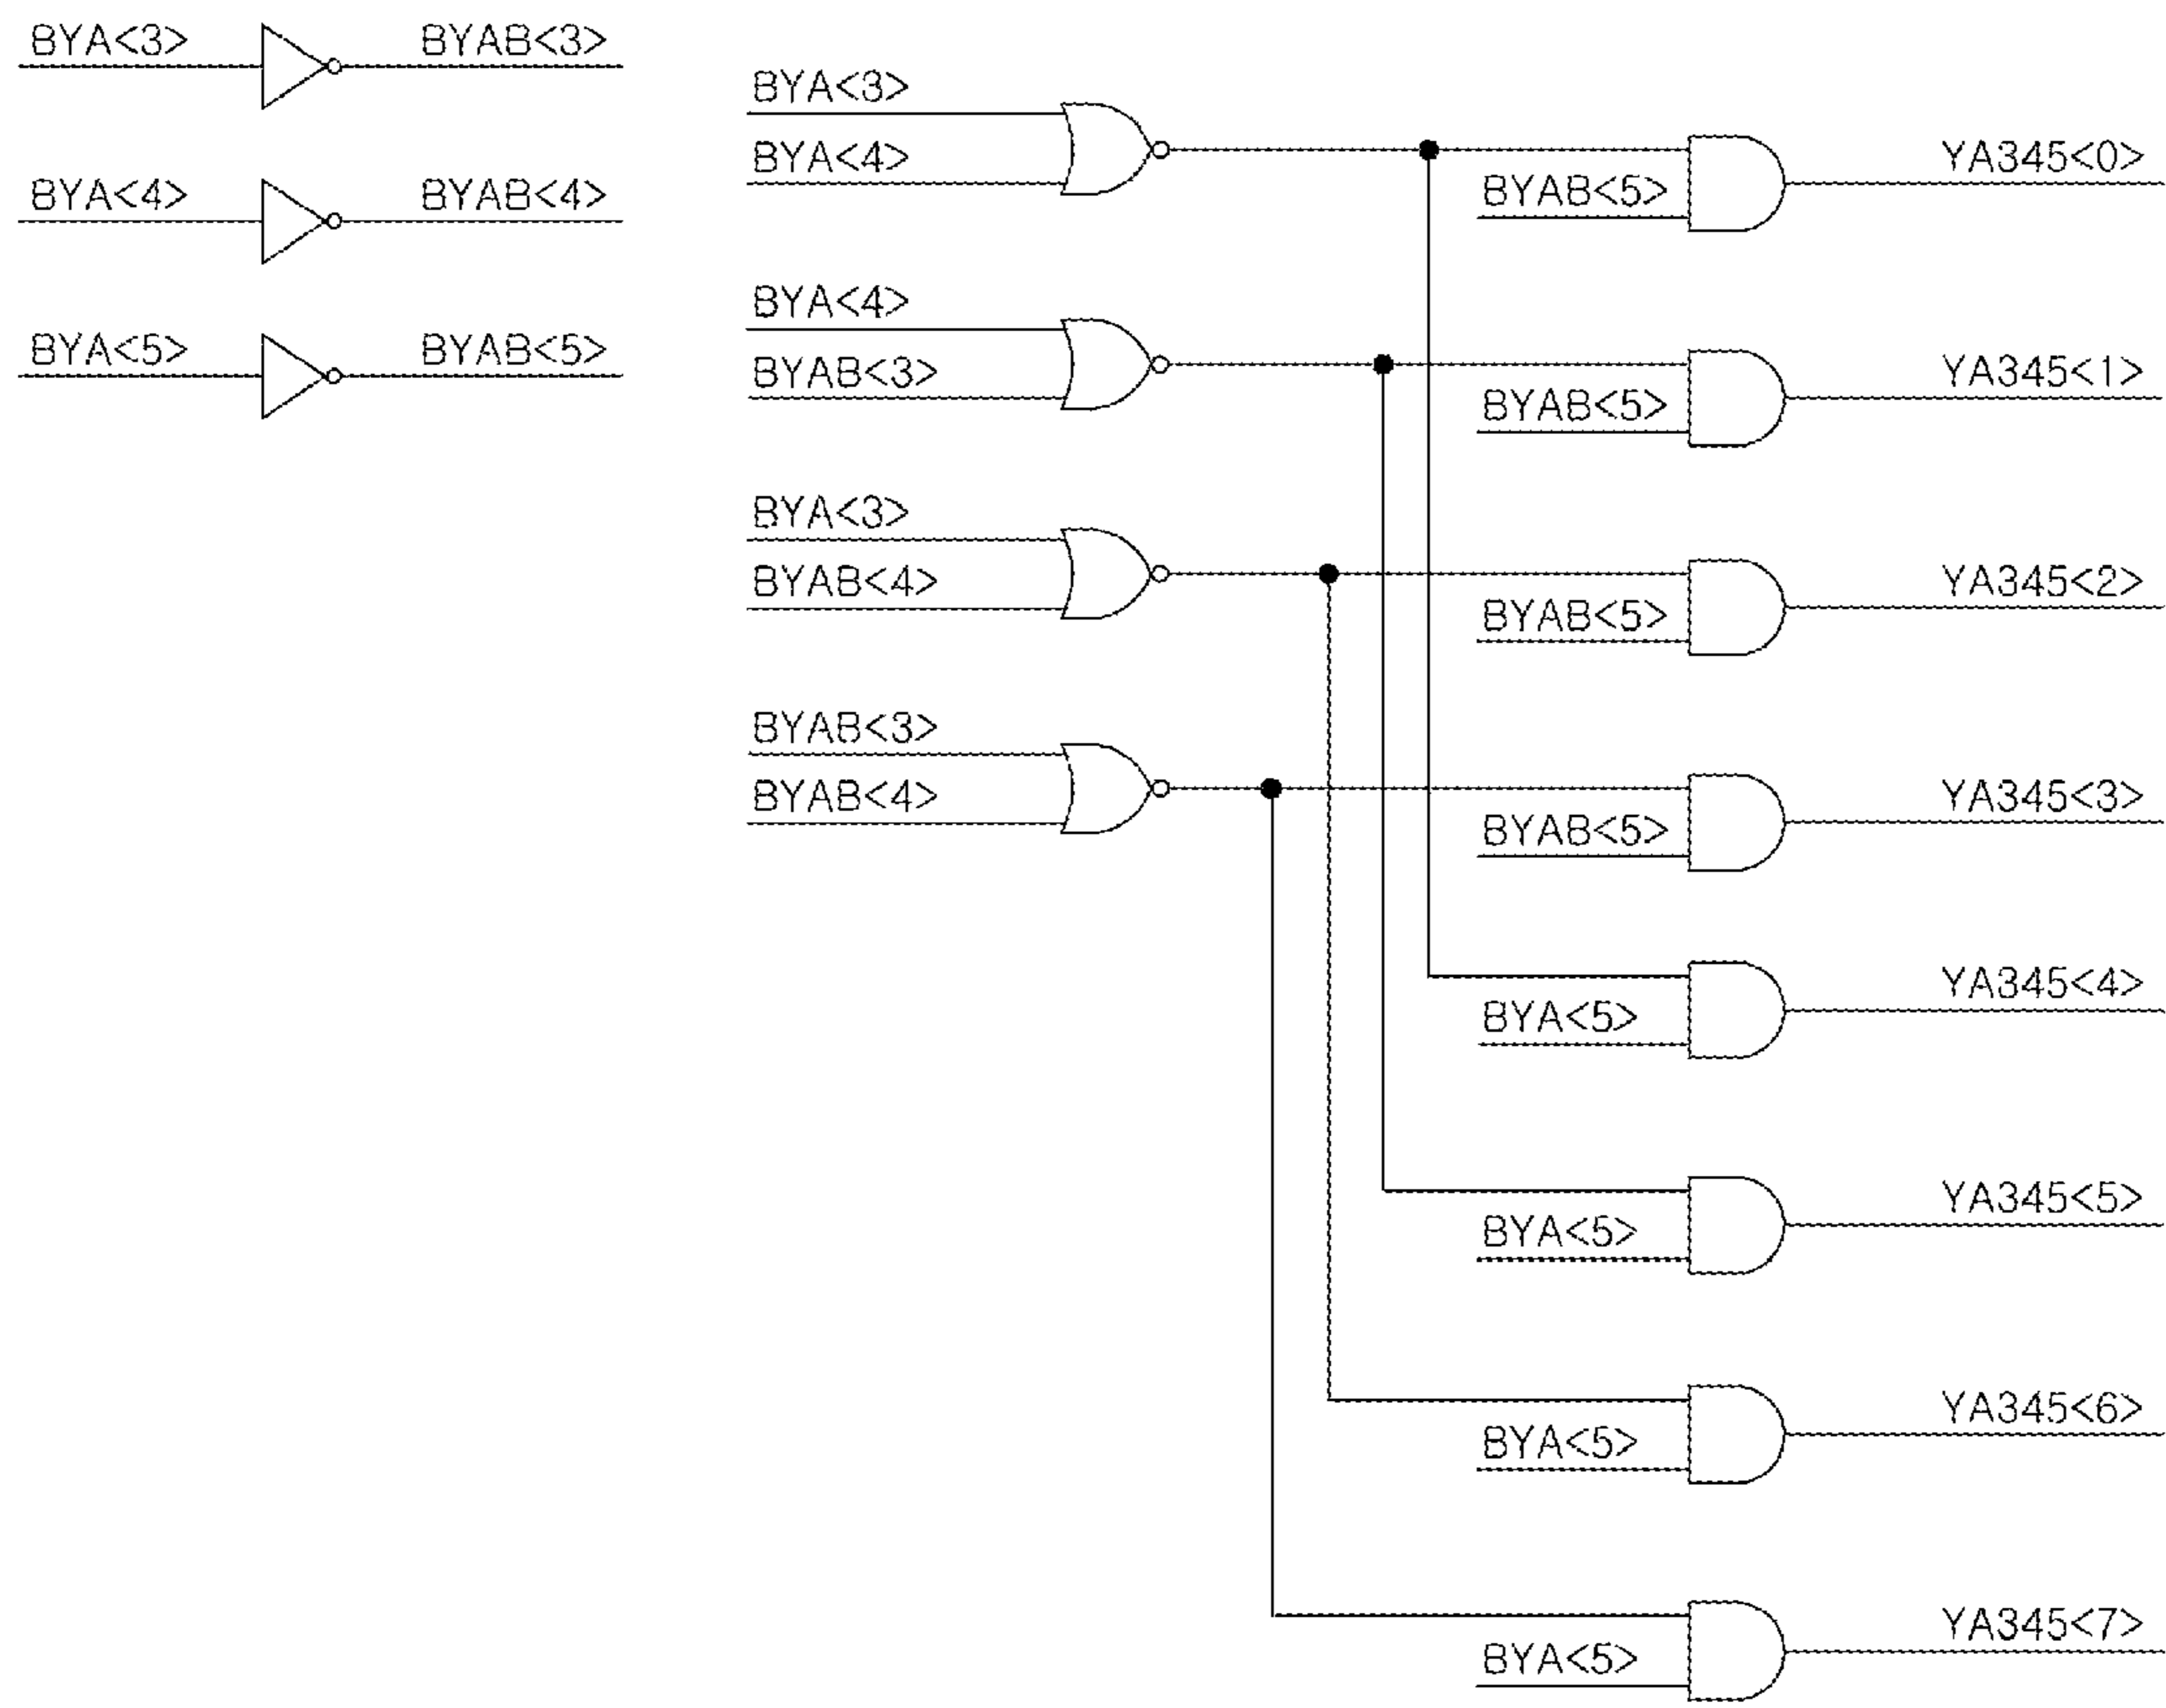 BYA<3> BYAB<3>
BYA<4> BYAB<4>
BYA<5> BYAB<5>
BYA<3>
BYA<4>
BYAB<5>
YA345<0>
BYA<4>
BYAB<3>
BYAB<5>
YA345<1>
BYA<3>
BYAB<4>
BYAB<5>
YA345<2>
BYAB<3>
BYAB<4>
BYAB<5>
YA345<3>
BYA<5>
YA345<4>
BYA<5>
YA345<5>
BYA<5>
YA345<6>
BYA<5>
YA345<7>